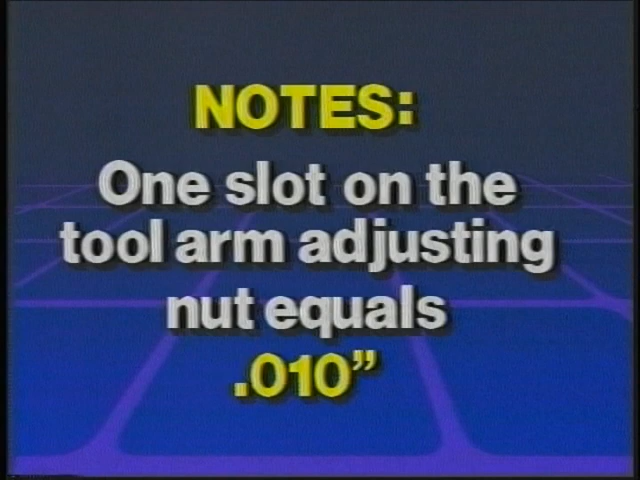 NOTES:
One slot on the
tool arm adjusting
nut equals
.010”